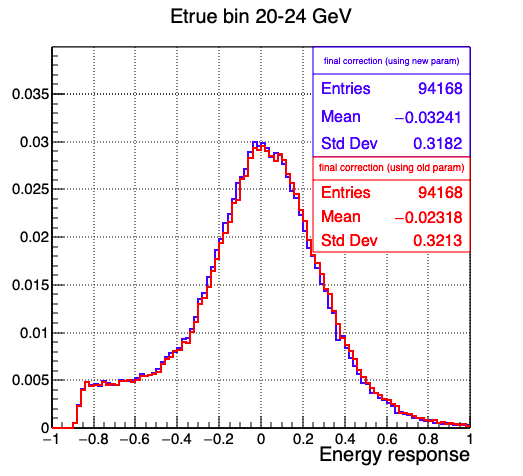 Etrue bin 20-24 GeV
final correction (using new param)
Entries 94168
Mean −0.03241
Std Dev 0.3182
final correction (using old param)
Entries 94168
Mean −0.02318
Std Dev 0.3213
0.035
0.03
0.025
0.02
0.015
0.01
0.005
0
−1 −0.8 −0.6 −0.4 −0.2 0 0.2 0.4 0.6 0.8 1
Energy response